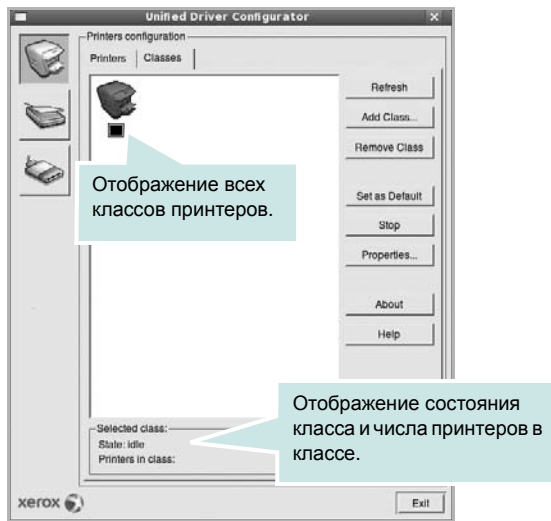 Unified Driver Configurator
Printers configuration
Printers Classes
Refresh
Add Class...
Remove Class
Set as Default
Stop
Properties...
About
Help
Отображение всех
классов принтеров.
Отображение состояния
класса и числа принтеров в
классе.
Selected class:
State: idle
Printers in class:
xerox
Exit